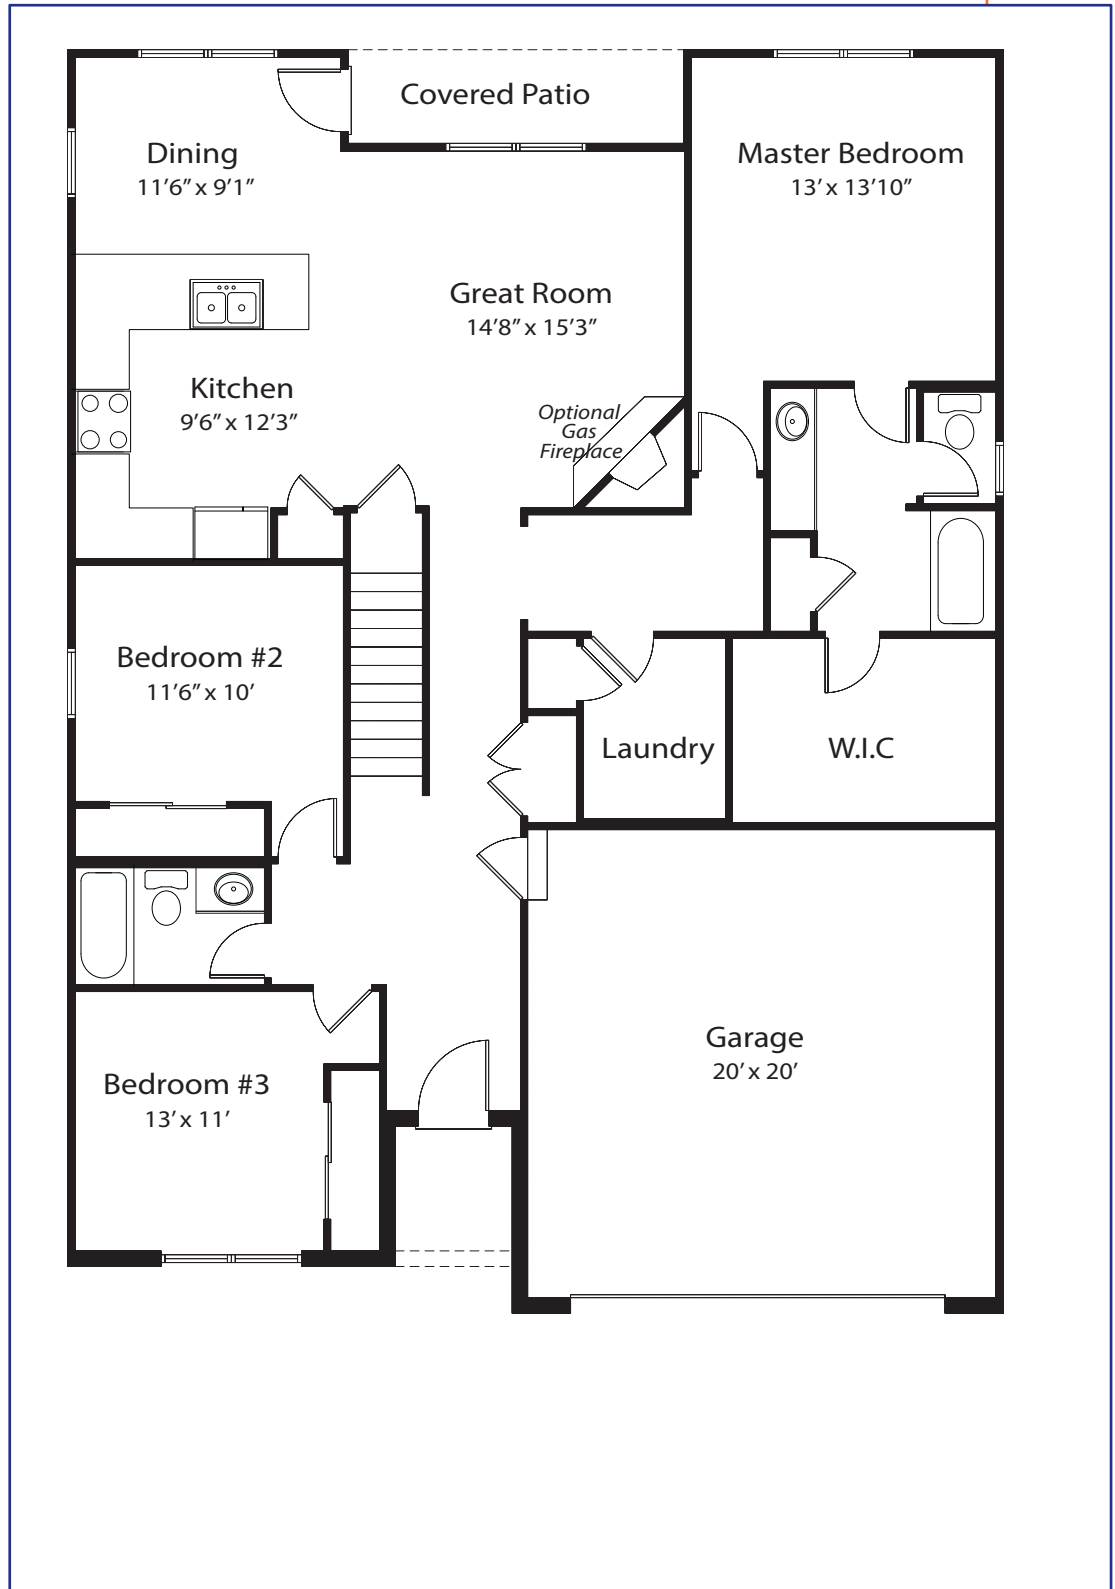 Covered Patio
Dining
11’6” x 9’1”
Master Bedroom
13’ x 13’10”
Great Room
14’8” x 15’3”
Kitchen
9’6” x 12’3”
Optional
Gas
Fireplace
Bedroom #2
11’6” x 10’
Laundry
W.I.C
Garage
20’ x 20’
Bedroom #3
13’ x 11’